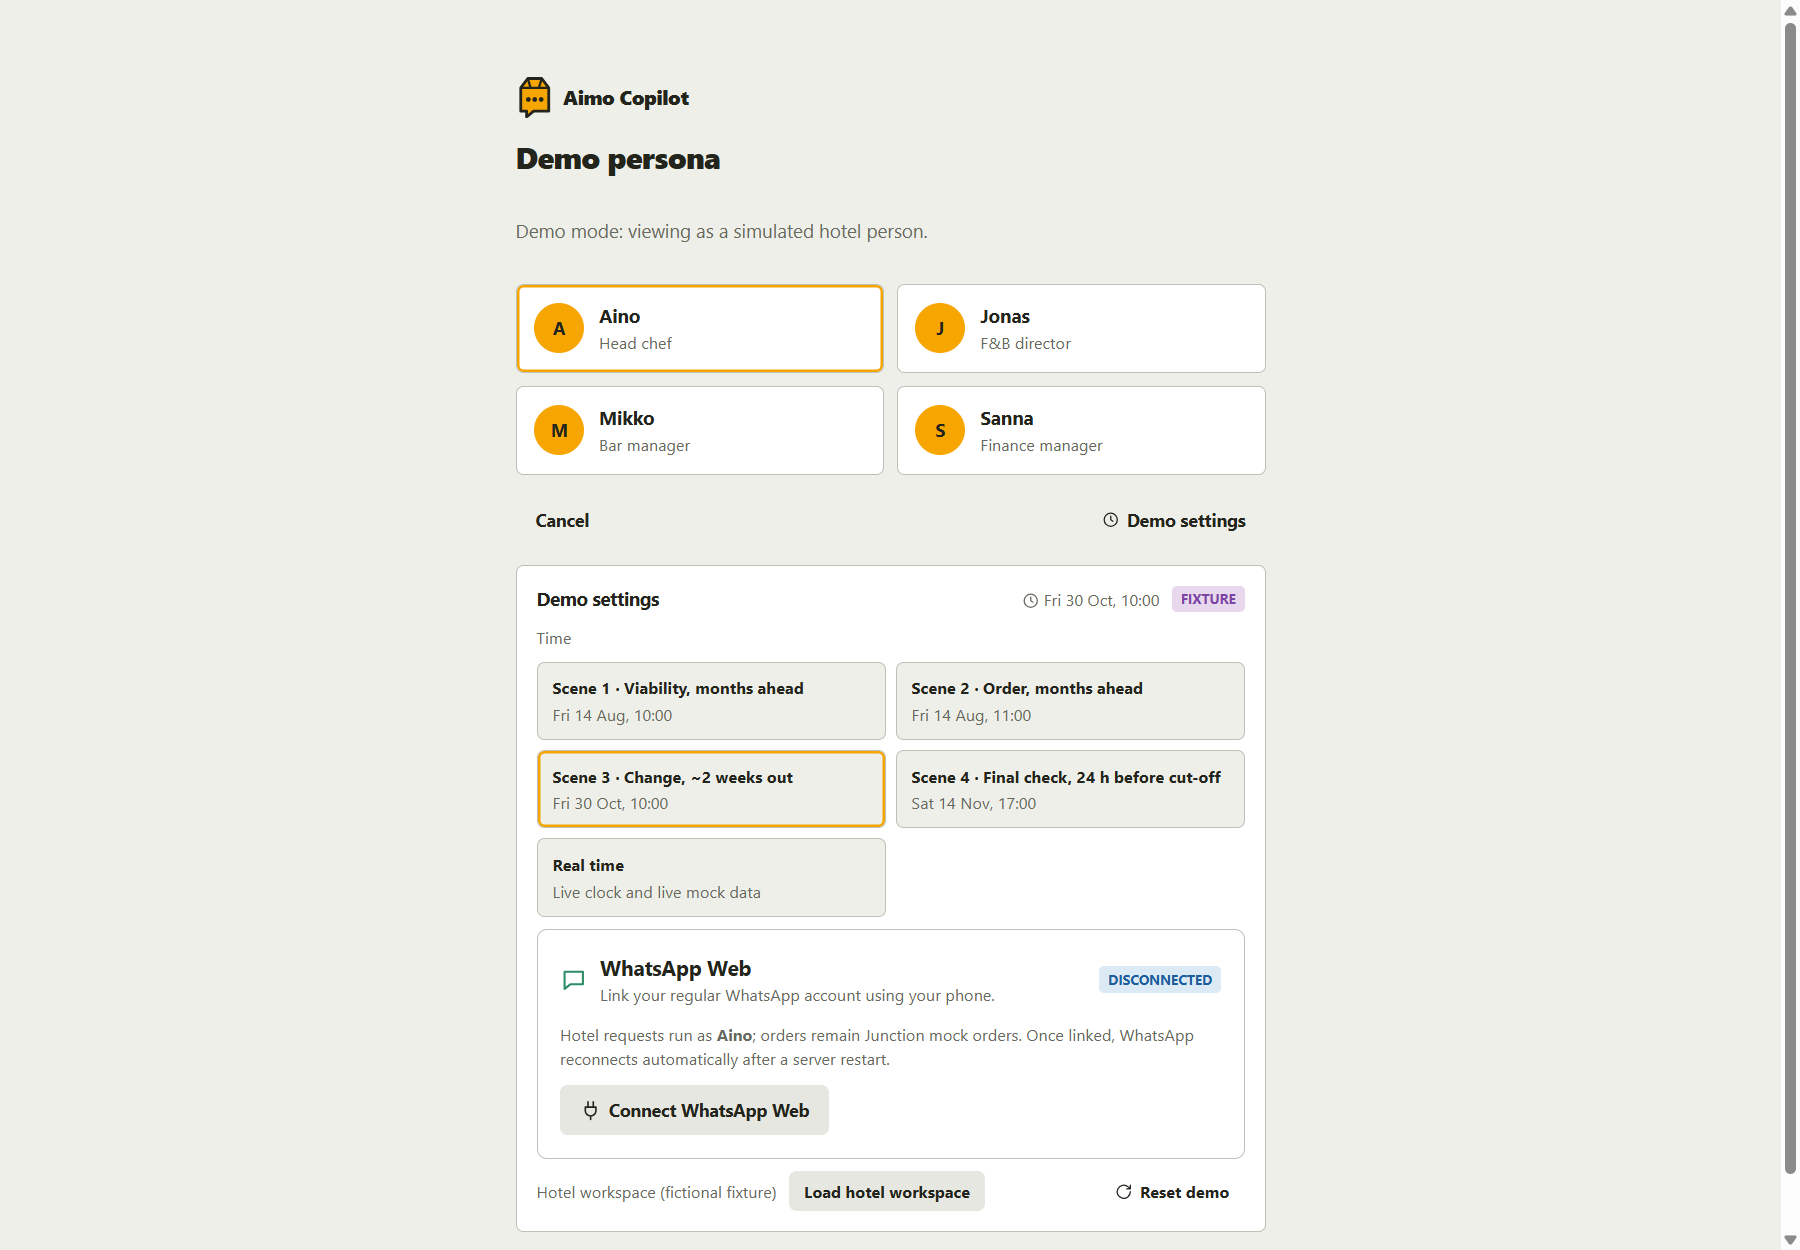 Aimo Copilot
Demo persona
Demo mode: viewing as a simulated hotel person.
A
Aino
Head chef
J
Jonas
F&B director
M
Mikko
Bar manager
S
Sanna
Finance manager
Cancel
Demo settings
Demo settings
Fri 30 Oct, 10:00
FIXTURE
Time
Scene 1 · Viability, months ahead
Fri 14 Aug, 10:00
Scene 2 · Order, months ahead
Fri 14 Aug, 11:00
Scene 3 · Change, ~2 weeks out
Fri 30 Oct, 10:00
Scene 4 · Final check, 24 h before cut-off
Sat 14 Nov, 17:00
Real time
Live clock and live mock data
WhatsApp Web
Link your regular WhatsApp account using your phone.
DISCONNECTED
Hotel requests run as Aino; orders remain Junction mock orders. Once linked, WhatsApp
reconnects automatically after a server restart.
Connect WhatsApp Web
Hotel workspace (fictional fixture)
Load hotel workspace
Reset demo